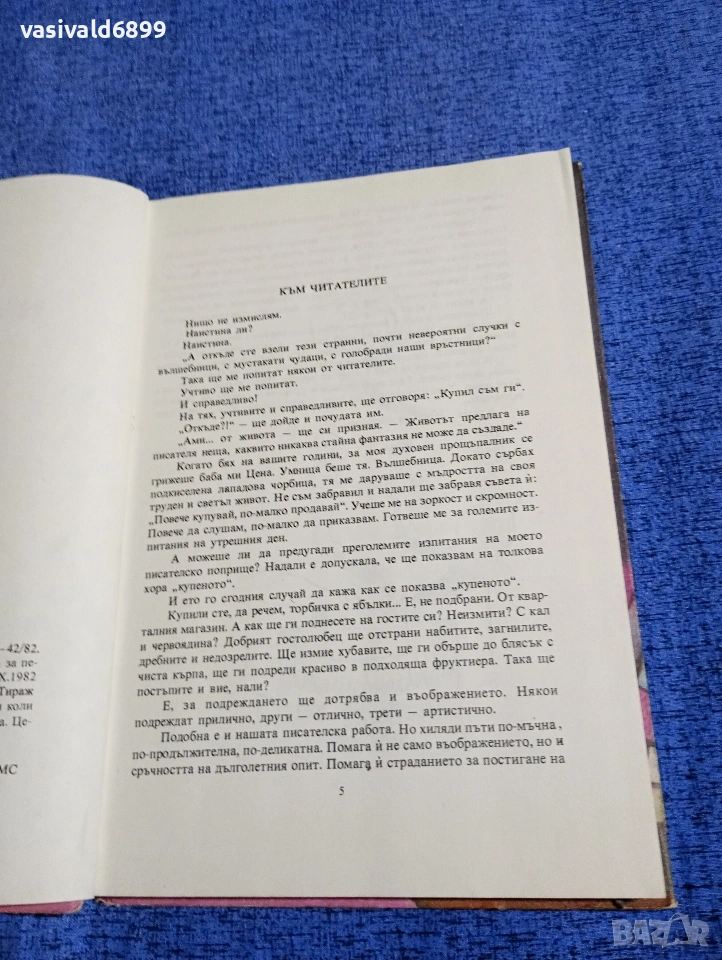 vasivald6899
КЪМ ЧИТАТЕЛИТЕ
Нищо не измислям.
Наистина ли?
Наистина.
„А откъде сте взели тези странни, почти невероятни случки с
вълшебници, с мустакати чудаци, с голобради наши връстници?“
Така ще ме попитат някои от читателите.
Учтиво ще ме попитат.
И справедливо!
На тях, учтивите и справедливите, ще отговоря: „Купил съм ги“.
„Откъде?!“ — ще дойде и почудата им.
„Ами... от живота — ще си призная. — Животът предлага на
писателя неща, каквито никаква стайна фантазия не може да създаде.“
Когато бях на вашите години, за моя духовен прощъпалник се
грижеше баба ми Цена. Умница беше тя. Вълшебница. Докато сърбах
подкиселена лападова чорбица, тя ме даруваше с мъдростта на своя
труден и светъл живот. Не съм забравил и надали ще забравя съвета ѝ:
„Повече купувай, по-малко продавай“. Учеше ме на зоркост и скромност.
Повече да слушам, по-малко да приказвам. Готвеше ме за големите из-
питания на утрешния ден.
А можеше ли да предугади преголемите изпитания на моето
писателско поприще? Надали е допускала, че ще показвам на толкова
хора „купеното“.
И ето го сгодния случай да кажа как се показва „купеното“.
Купили сте, да речем, торбичка с ябълки... Е, не подбрани. От квар-
талния магазин. А как ще ги поднесете на гостите си? Неизмити? С кал
и червоядина? Добрият гостолюбец ще отстрани набитите, загнилите,
дребните и недозрелите. Ще измие хубавите, ще ги обърше до блясък с
чиста кърпа, ще ги подреди красиво в подходяща фруктиера. Така ще
постъпите и вие, нали?
Е, за подреждането ще дотрябва и въображението. Някои
подреждат прилично, други — отлично, трети — артистично.
Подобна е и нашата писателска работа. Но хиляди пъти по-мъчна,
по-продължителна, по-деликатна. Помага ѝ не само въображението, но и
сръчността на дълголетния опит. Помага ѝ страданието за постигане на
5
—42/82.
за пе-
X.1982
Тираж
и коли
а. Це-
МС
BAZAR